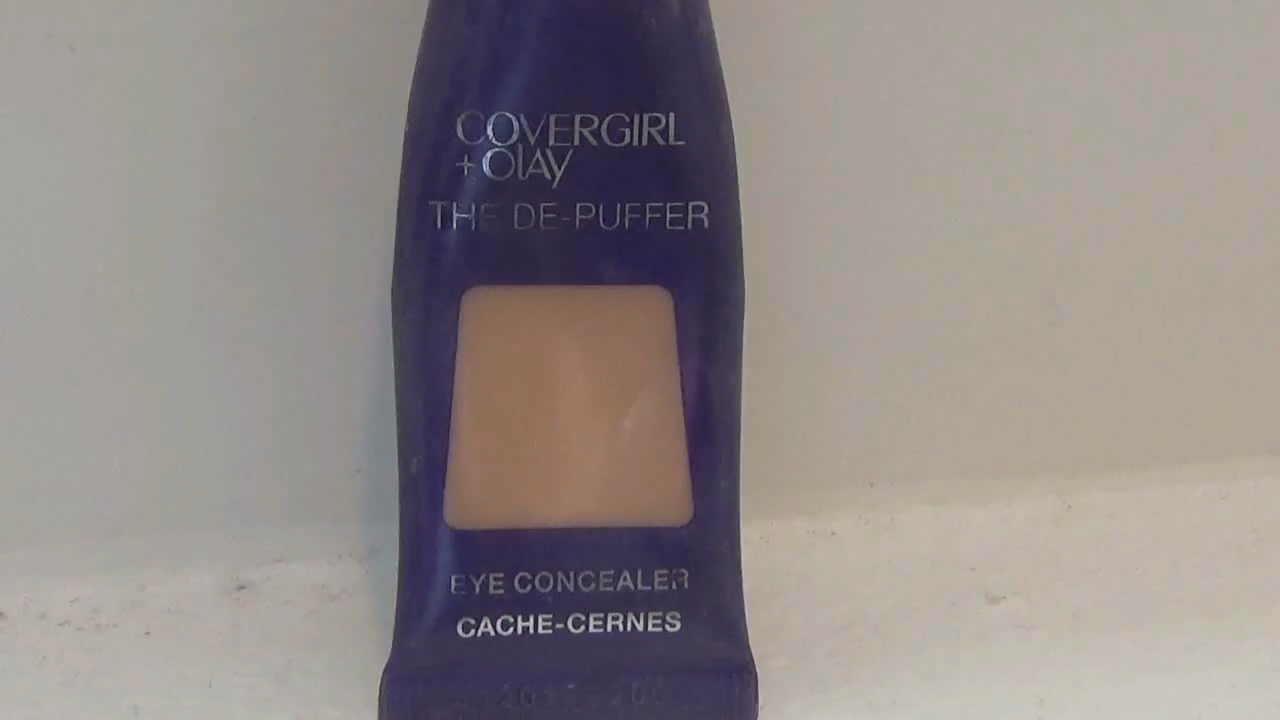 COVERGIRL
+ Olay
THE DE-PUFFER
EYE CONCEALER
CACHE-CERNES